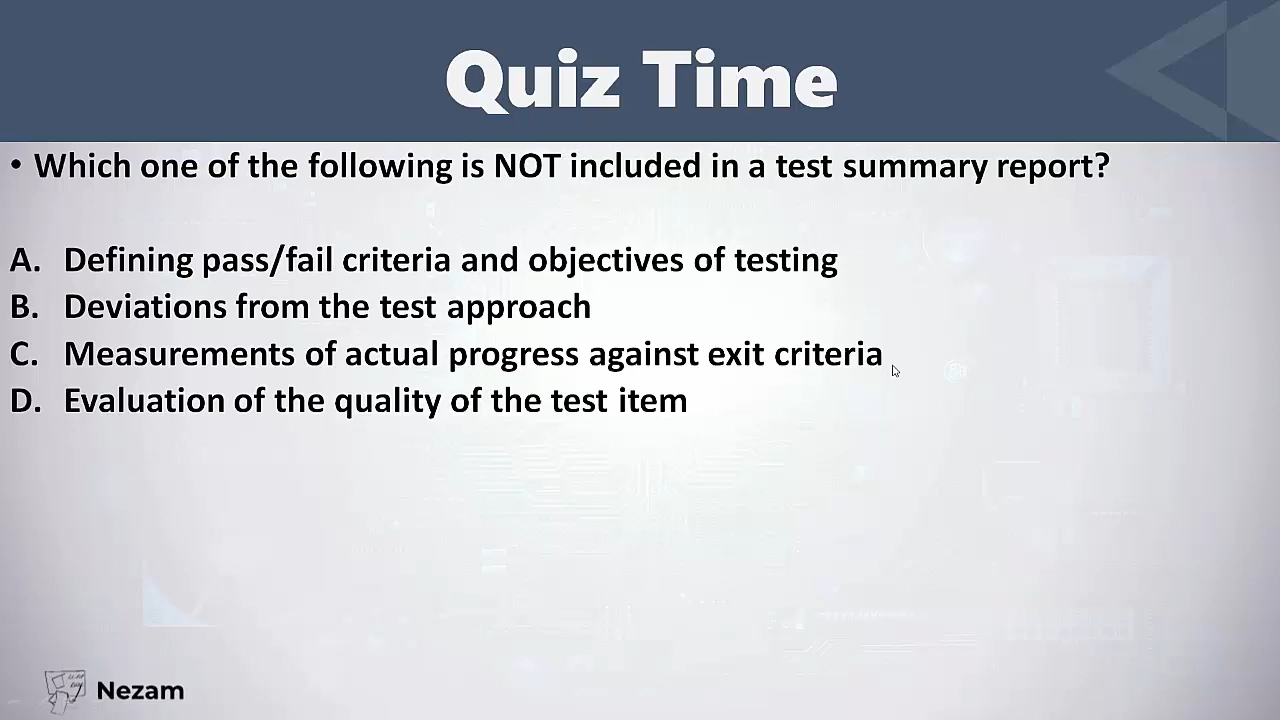 Quiz Time
• Which one of the following is NOT included in a test summary report?
A. Defining pass/fail criteria and objectives of testing
B. Deviations from the test approach
C. Measurements of actual progress against exit criteria
D. Evaluation of the quality of the test item
Nezam